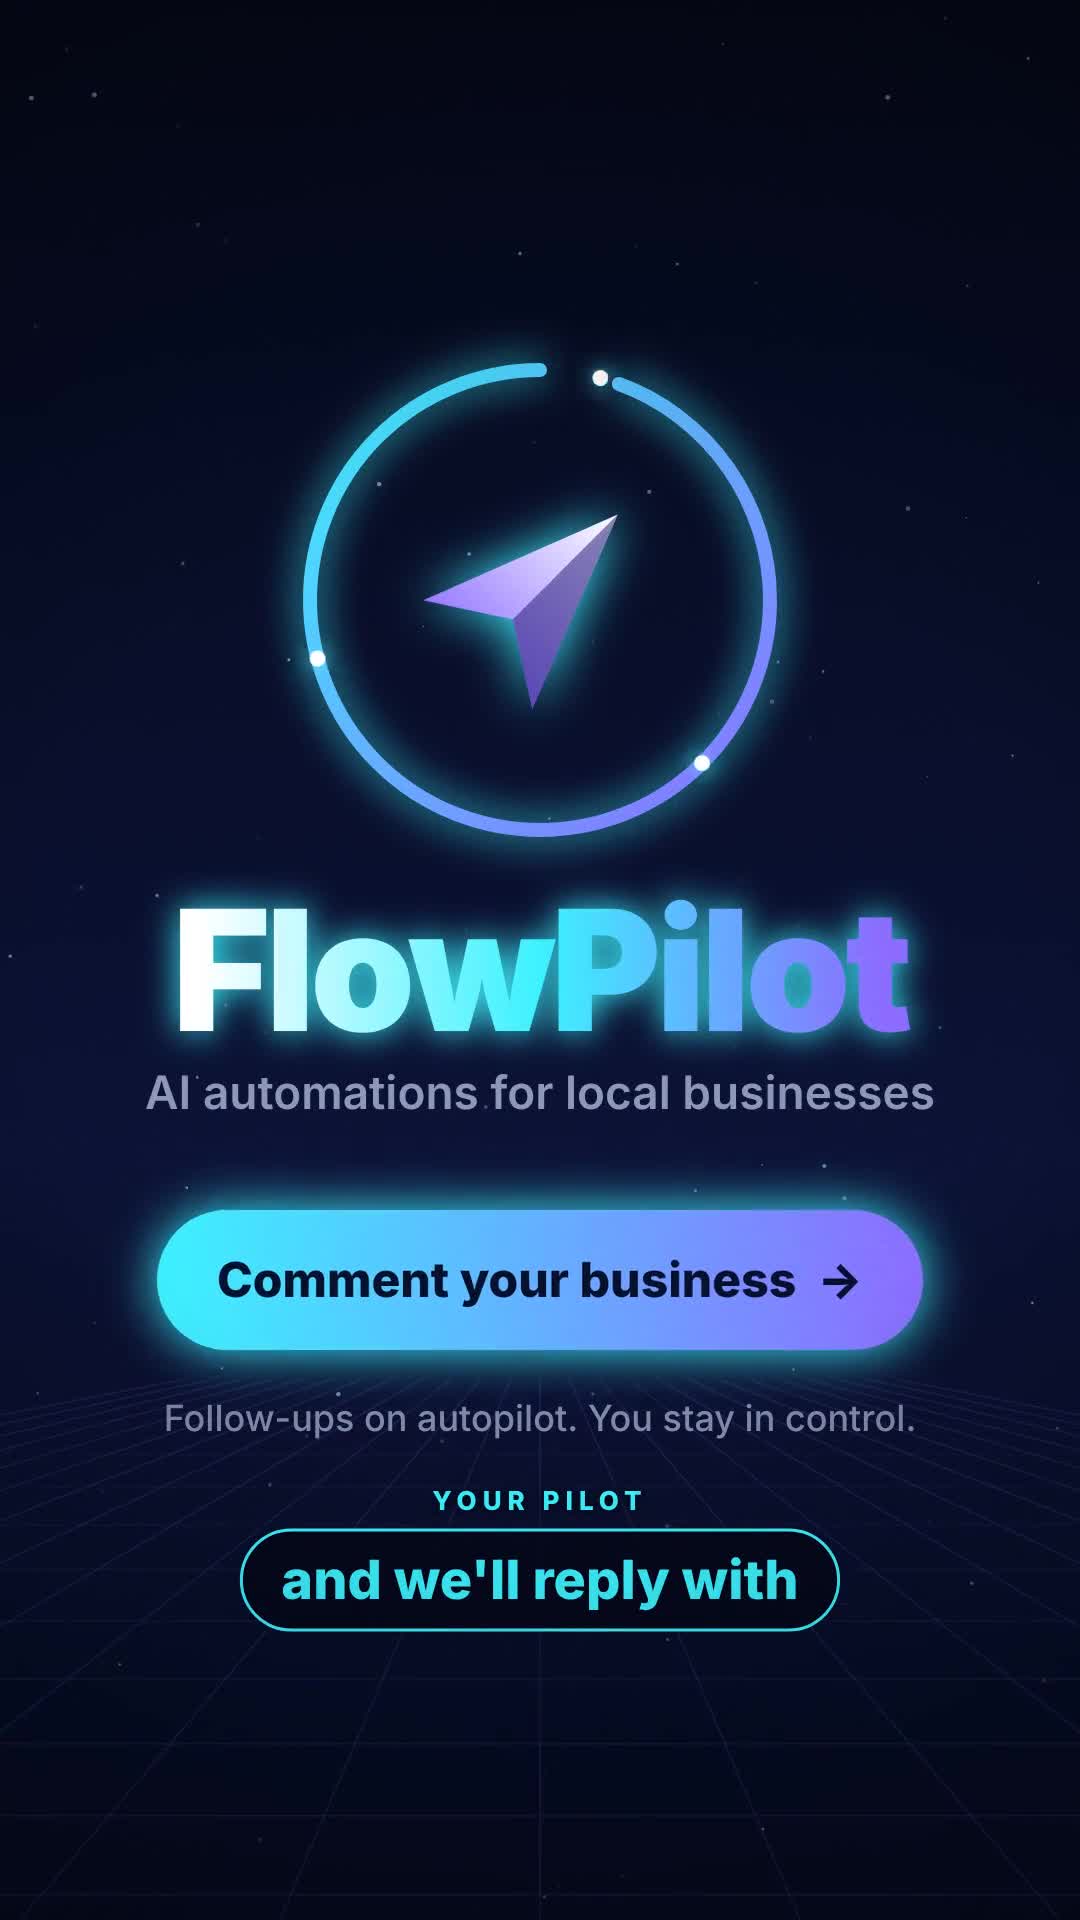 FlowPilot
AI automations for local businesses
Comment your business →
Follow-ups on autopilot. You stay in control.
YOUR PILOT
and we'll reply with